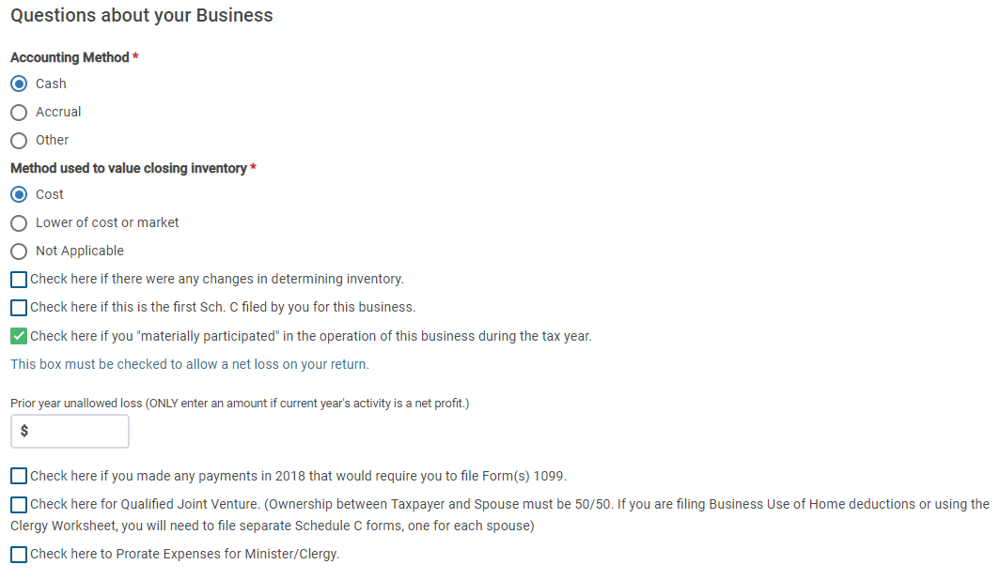 Questions about your Business
Accounting Method *
Cash
Accrual
Other
Method used to value closing inventory *
Cost
Lower of cost or market
Not Applicable
Check here if there were any changes in determining inventory.
Check here if this is the first Sch. C filed by you for this business.
Check here if you "materially participated" in the operation of this business during the tax year.
This box must be checked to allow a net loss on your return.
Prior year unallowed loss (ONLY enter an amount if current year's activity is a net profit.)
$
Check here if you made any payments in 2018 that would require you to file Form(s) 1099.
Check here for Qualified Joint Venture. (Ownership between Taxpayer and Spouse must be 50/50. If you are filing Business Use of Home deductions or using the
Clergy Worksheet, you will need to file separate Schedule C forms, one for each spouse)
Check here to Prorate Expenses for Minister/Clergy.